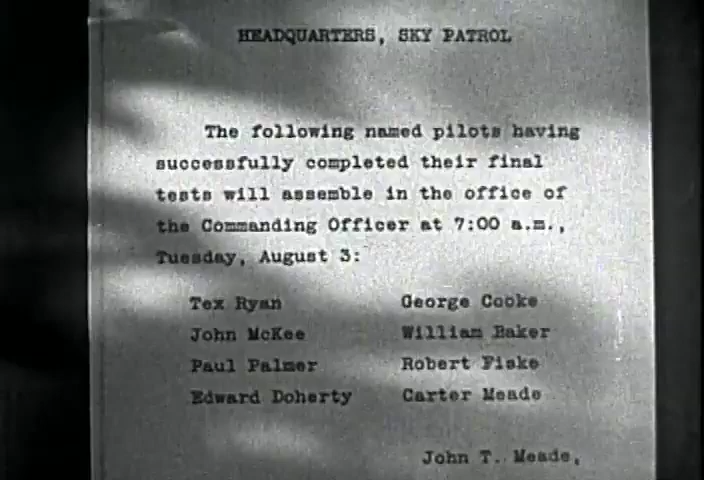 HEADQUARTERS, SKY PATROL
The following named pilots having
successfully completed their final
tests will assemble in the office of
the Commanding Officer at 7:00 a.m.,
Tuesday, August 3:
Tex Ryan George Cooke
John McKee William Baker
Paul Palmer Robert Fiske
Edward Doherty Carter Meade
John T. Meade,